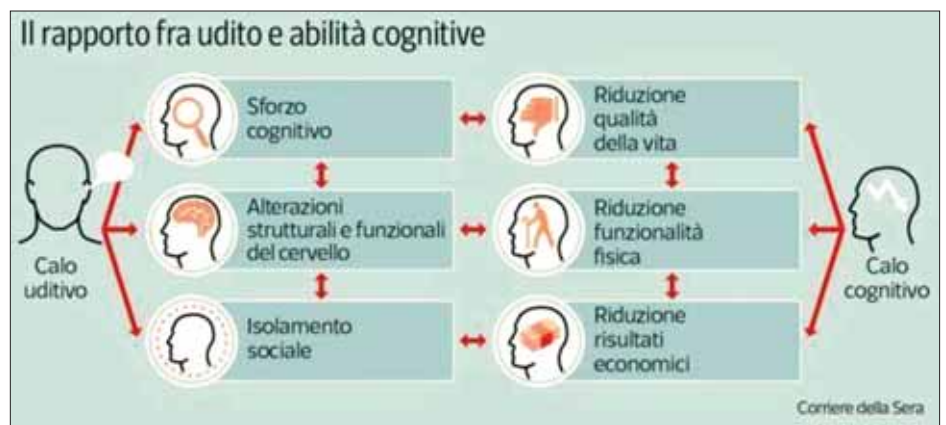 Il rapporto fra udito e abilità cognitive
Sforzo
cognitivo
Riduzione
qualità
della vita
Calo
uditivo
Alterazioni
strutturali e funzionali
del cervello
Riduzione
funzionalità
fisica
Calo
cognitivo
Isolamento
sociale
Riduzione
risultati
economici
Corriere della Sera